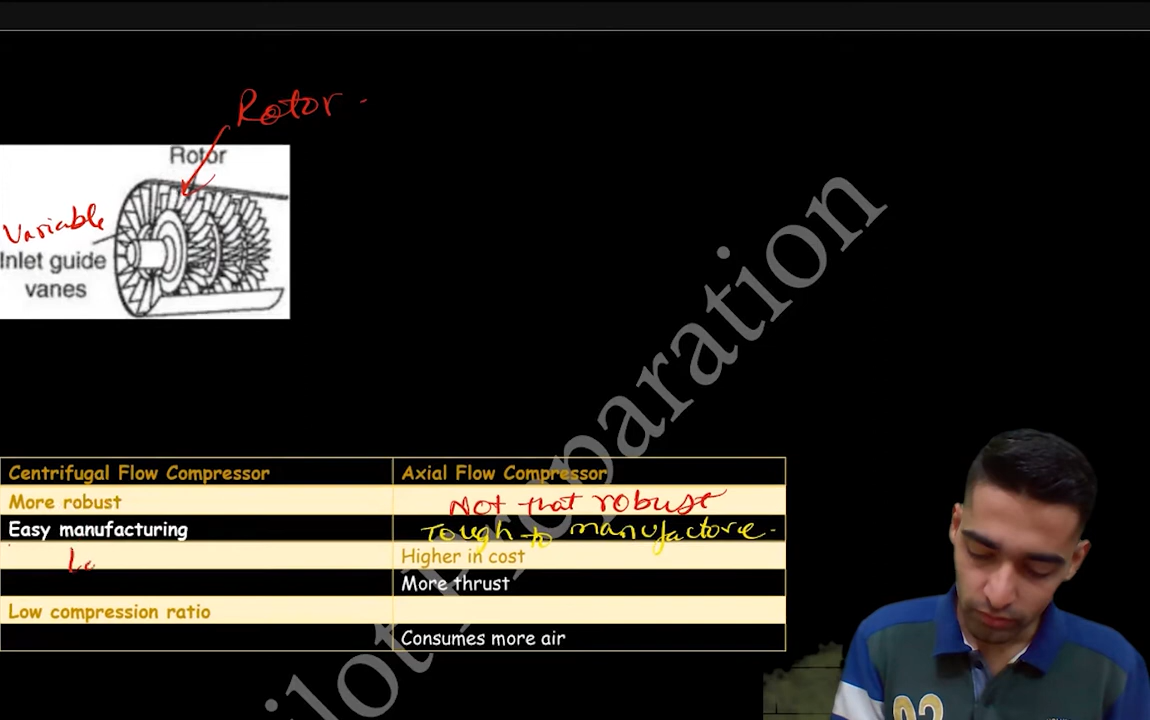 Rotor
Rotor
Variable
Inlet guide
vanes
Centrifugal Flow Compressor Axial Flow Compressor
More robust Not that robust
Easy manufacturing Tough to manufactore.
Higher in cost
More thrust
Low compression ratio
Consumes more air